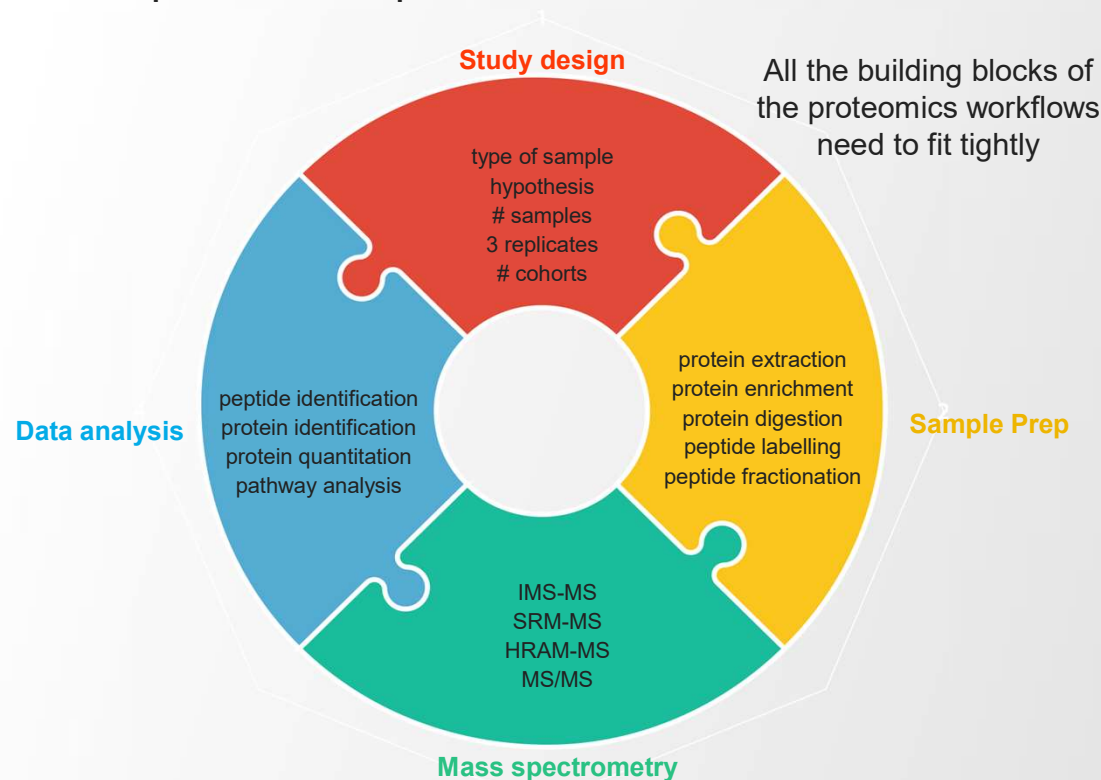 Study design
All the building blocks of
the proteomics workflows
need to fit tightly
type of sample
hypothesis
# samples
3 replicates
# cohorts
protein extraction
protein enrichment
protein digestion
peptide labelling
peptide fractionation
Sample Prep
peptide identification
protein identification
protein quantitation
pathway analysis
Data analysis
IMS-MS
SRM-MS
HRAM-MS
MS/MS
Mass spectrometry